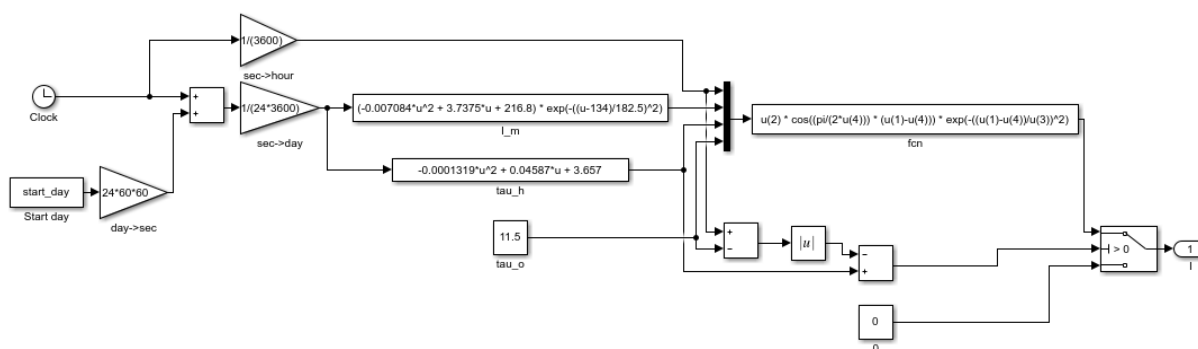 1/(3600)
sec->hour
Clock
+
+
1/(24*3600)
sec->day
(-0.007084*u^2 + 3.7375*u + 216.8) * exp(-((u-134)/182.5)^2)
I_m
u(2) * cos((pi/(2*u(4))) * (u(1)-u(4))) * exp(-((u(1)-u(4))/u(3))^2)
fcn
start_day
Start day
24*60*60
day->sec
-0.0001319*u^2 + 0.04587*u + 3.657
tau_h
11.5
tau_o
+
−
|u|
−
+
> 0
1
I
0
0